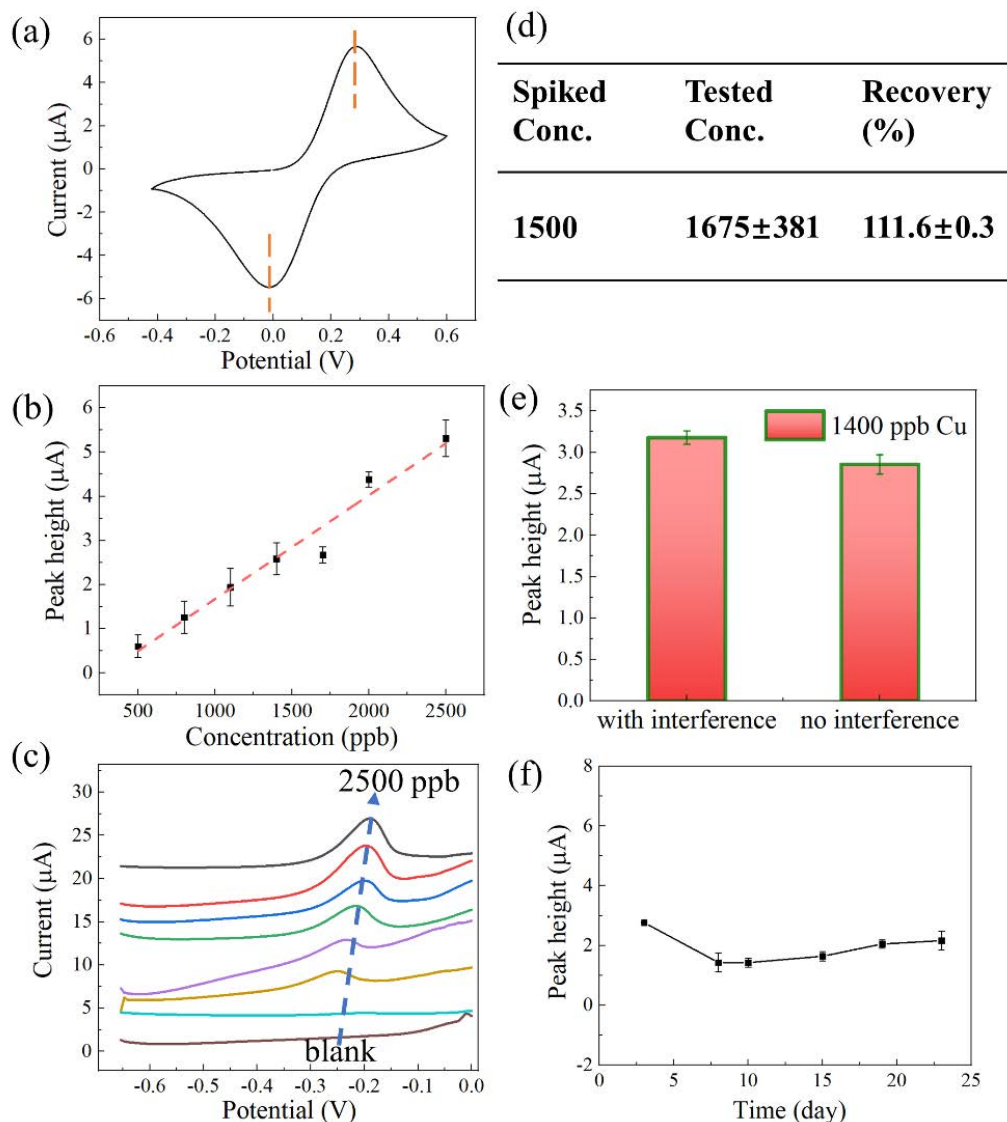 (a)
6
4
2
0
-2
-4
-6
Current (μA)
-0.6 -0.4 -0.2 0.0 0.2 0.4 0.6
Potential (V)
(d)
Spiked Conc. Tested Conc. Recovery (%)
1500 1675±381 111.6±0.3
(b)
6
5
4
3
2
1
0
Peak height (μA)
500 1000 1500 2000 2500
Concentration (ppb)
(e)
3.5
3.0
2.5
2.0
1.5
1.0
0.5
0.0
Peak height (μA)
1400 ppb Cu
with interference no interference
(c)
30
25
20
15
10
5
0
Current (μA)
2500 ppb
blank
-0.6 -0.5 -0.4 -0.3 -0.2 -0.1 0.0
Potential (V)
(f)
8
6
4
2
0
-2
Peak height (μA)
0 5 10 15 20 25
Time (day)